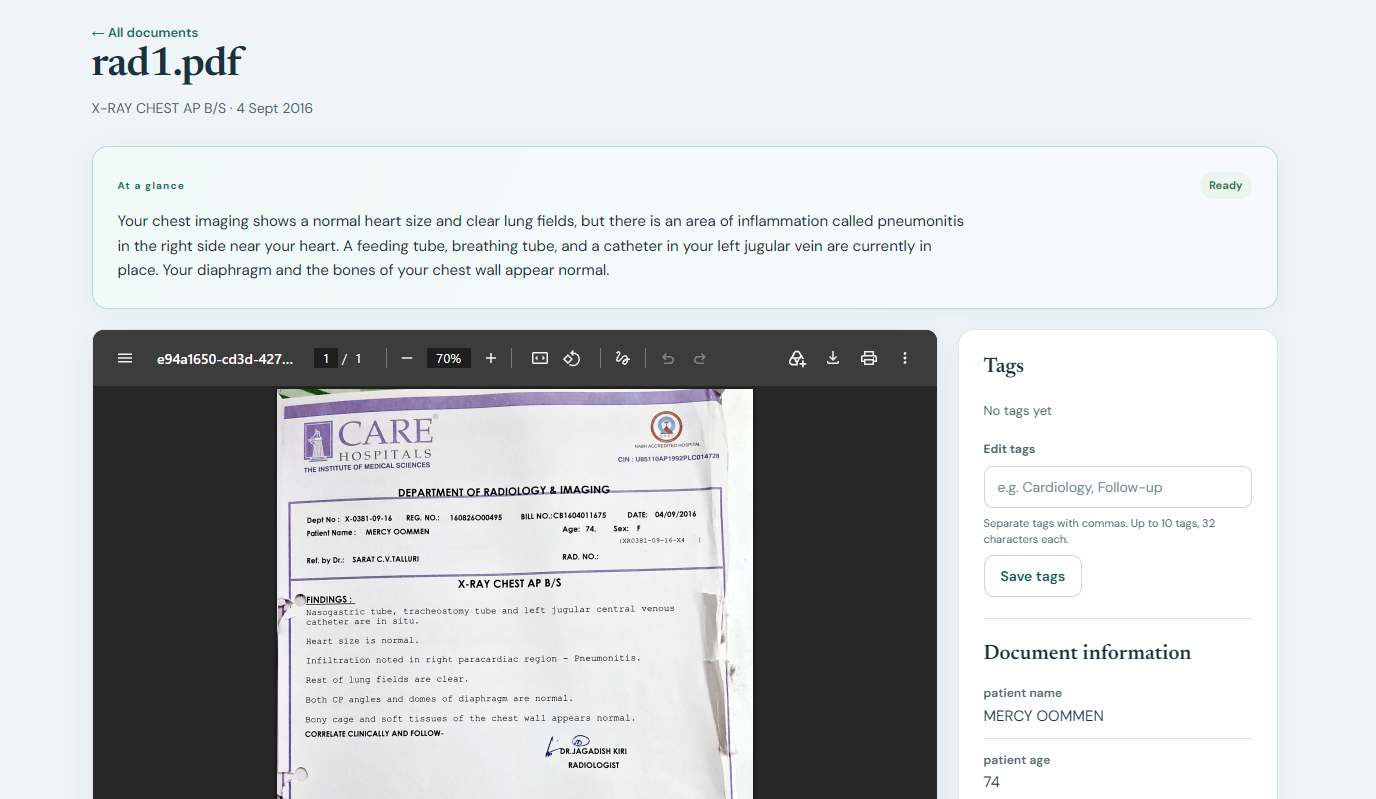 ← All documents
rad1.pdf
X-RAY CHEST AP B/S · 4 Sept 2016
At a glance
Ready
Your chest imaging shows a normal heart size and clear lung fields, but there is an area of inflammation called pneumonitis
in the right side near your heart. A feeding tube, breathing tube, and a catheter in your left jugular vein are currently in
place. Your diaphragm and the bones of your chest wall appear normal.
e94a1650-cd3d-427... 1 / 1 70%
CARE
HOSPITALS
THE INSTITUTE OF MEDICAL SCIENCES
NABH ACCREDITED HOSPITAL
CIN : U85110AP1992PLC014728
DEPARTMENT OF RADIOLOGY & IMAGING
Dept No : X-0381-09-16 REG. NO.: 160826O00495 BILL NO.:CB1604011675 DATE: 04/09/2016
Patient Name : MERCY OOMMEN Age: 74. Sex: F
(XR0381-09-16-X4 )
Ref. by Dr.: SARAT C.V.TALLURI RAD. NO.:
X-RAY CHEST AP B/S
FINDINGS :
Nasogastric tube, tracheostomy tube and left jugular central venous
catheter are in situ.
Heart size is normal.
Infiltration noted in right paracardiac region - Pneumonitis.
Rest of lung fields are clear.
Both CP angles and domes of diaphragm are normal.
Bony cage and soft tissues of the chest wall appears normal.
CORRELATE CLINICALLY AND FOLLOW-
DR.JAGADISH KIRI
RADIOLOGIST
Tags
No tags yet
Edit tags
e.g. Cardiology, Follow-up
Separate tags with commas. Up to 10 tags, 32
characters each.
Save tags
Document information
patient name
MERCY OOMMEN
patient age
74